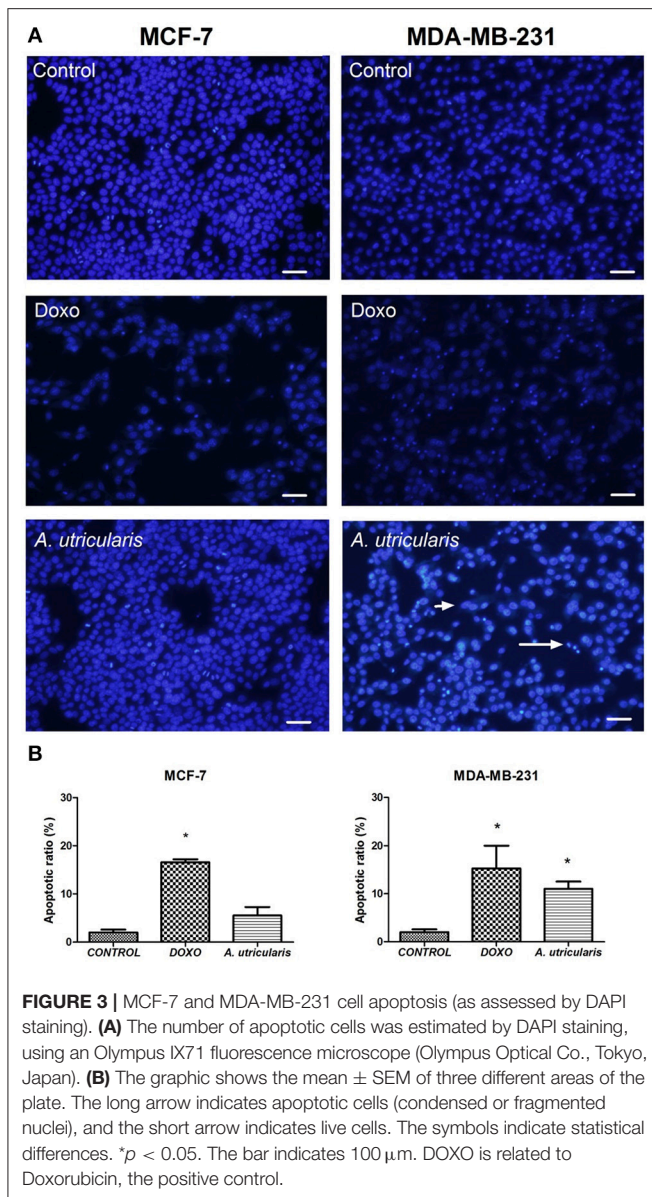 A
MCF-7 MDA-MB-231
Control Control
Doxo Doxo
A. utricularis A. utricularis
B
MCF-7 MDA-MB-231
Apoptotic ratio (%) Apoptotic ratio (%)
30 30
20 20
10 10
0 0
* * *
CONTROL DOXO A. utricularis CONTROL DOXO A. utricularis
FIGURE 3 | MCF-7 and MDA-MB-231 cell apoptosis (as assessed by DAPI
staining). (A) The number of apoptotic cells was estimated by DAPI staining,
using an Olympus IX71 fluorescence microscope (Olympus Optical Co., Tokyo,
Japan). (B) The graphic shows the mean ± SEM of three different areas of the
plate. The long arrow indicates apoptotic cells (condensed or fragmented
nuclei), and the short arrow indicates live cells. The symbols indicate statistical
differences. *p < 0.05. The bar indicates 100 μm. DOXO is related to
Doxorubicin, the positive control.